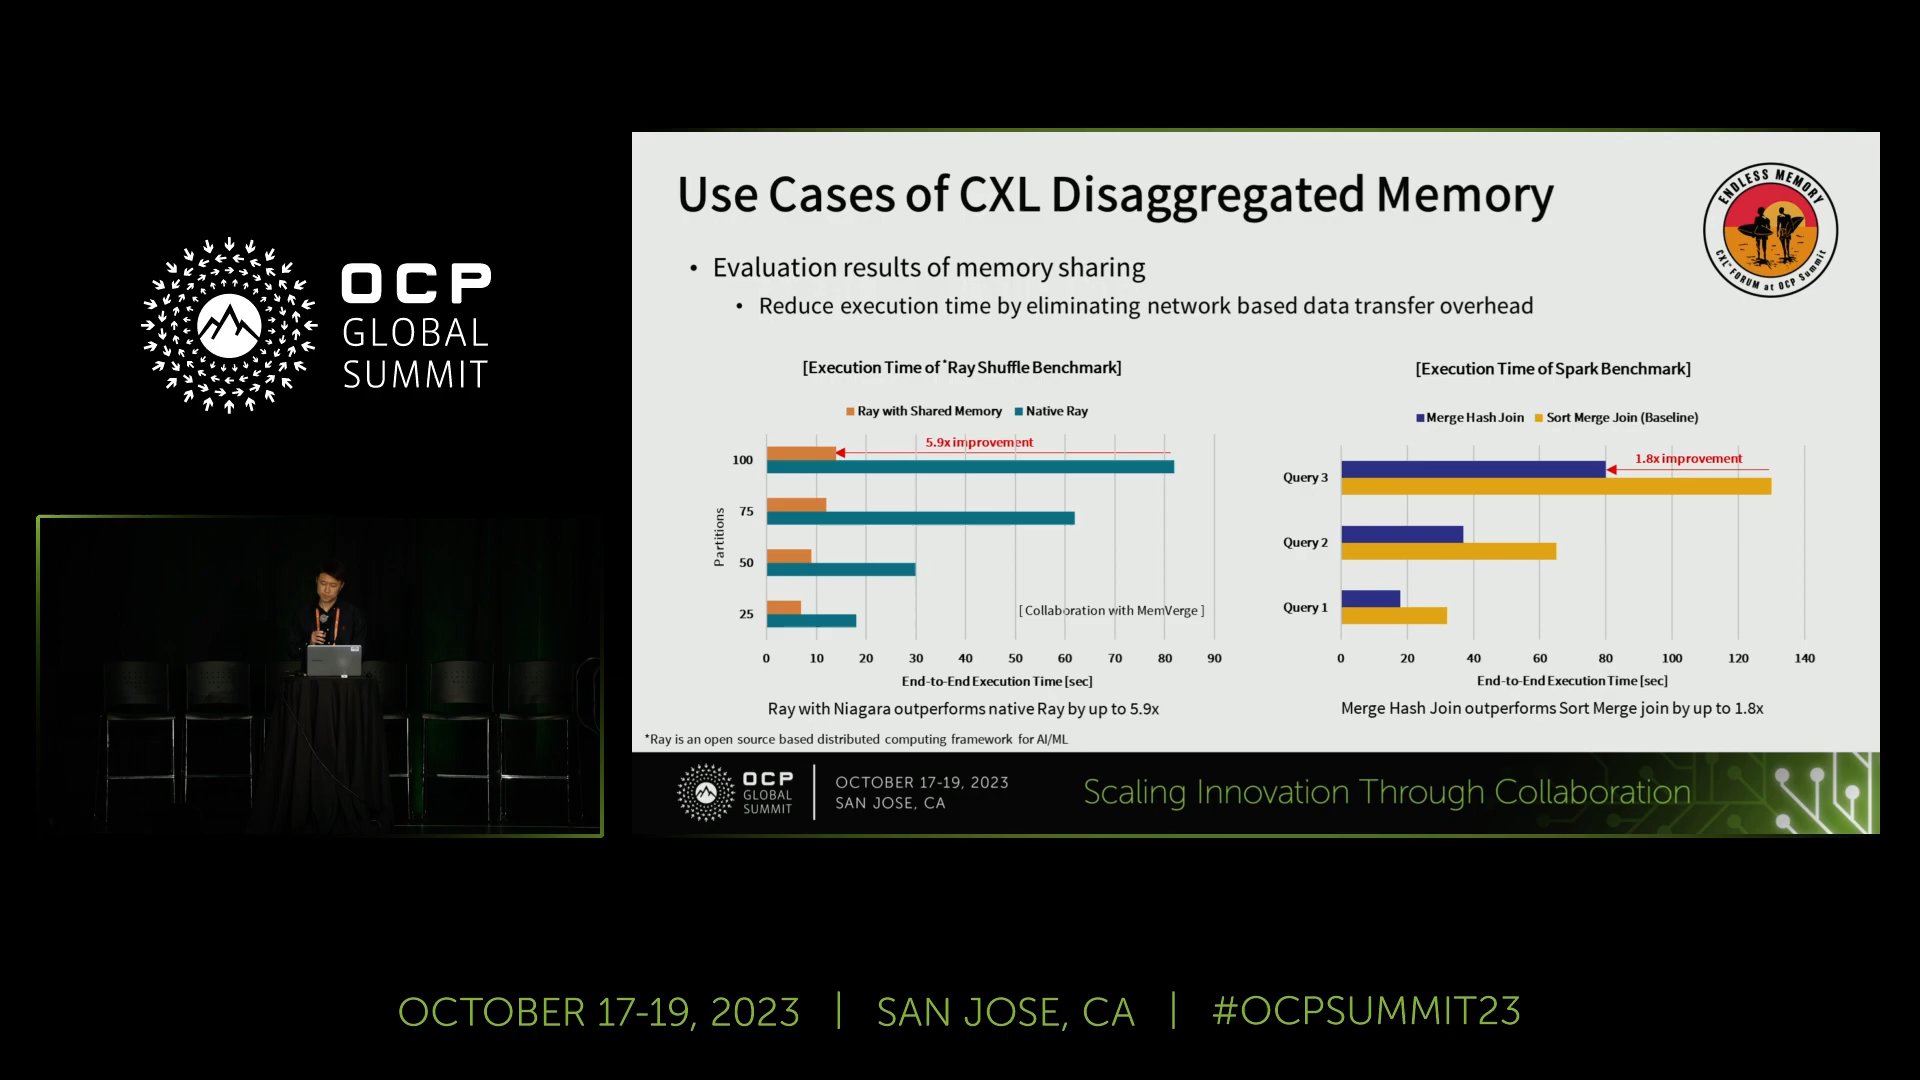 OCP
GLOBAL
SUMMIT
Use Cases of CXL Disaggregated Memory
ENDLESS MEMORY
CXL™ FORUM at OCP Summit
• Evaluation results of memory sharing
• Reduce execution time by eliminating network based data transfer overhead
[Execution Time of *Ray Shuffle Benchmark]
Ray with Shared Memory Native Ray
5.9x improvement
Partitions
100
75
50
25
[ Collaboration with MemVerge ]
0 10 20 30 40 50 60 70 80 90
End-to-End Execution Time [sec]
Ray with Niagara outperforms native Ray by up to 5.9x
*Ray is an open source based distributed computing framework for AI/ML
[Execution Time of Spark Benchmark]
Merge Hash Join Sort Merge Join (Baseline)
1.8x improvement
Query 3
Query 2
Query 1
0 20 40 60 80 100 120 140
End-to-End Execution Time [sec]
Merge Hash Join outperforms Sort Merge join by up to 1.8x
OCP
GLOBAL
SUMMIT
OCTOBER 17-19, 2023
SAN JOSE, CA
Scaling Innovation Through Collaboration
OCTOBER 17-19, 2023 | SAN JOSE, CA | #OCPSUMMIT23